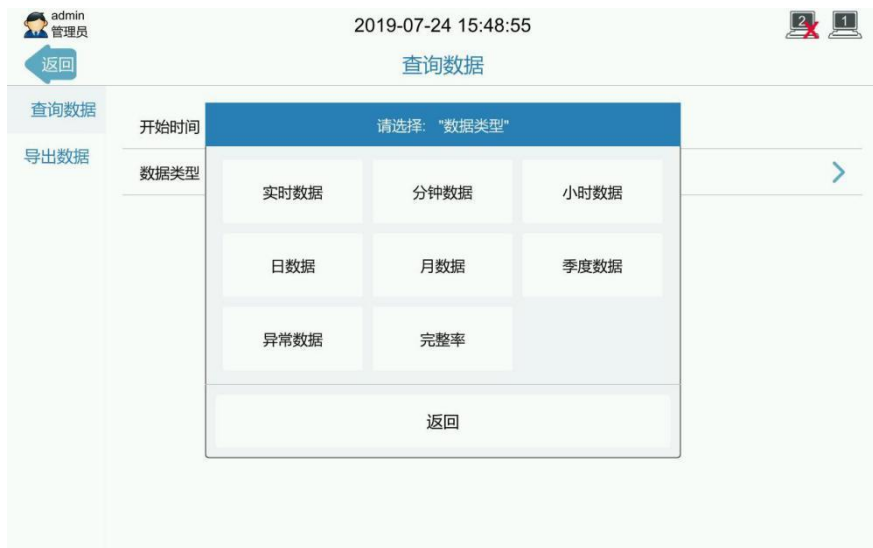 admin
管理员
2019-07-24 15:48:55
2
1
返回
查询数据
查询数据
导出数据
开始时间
数据类型
请选择: "数据类型"
实时数据
分钟数据
小时数据
日数据
月数据
季度数据
异常数据
完整率
返回